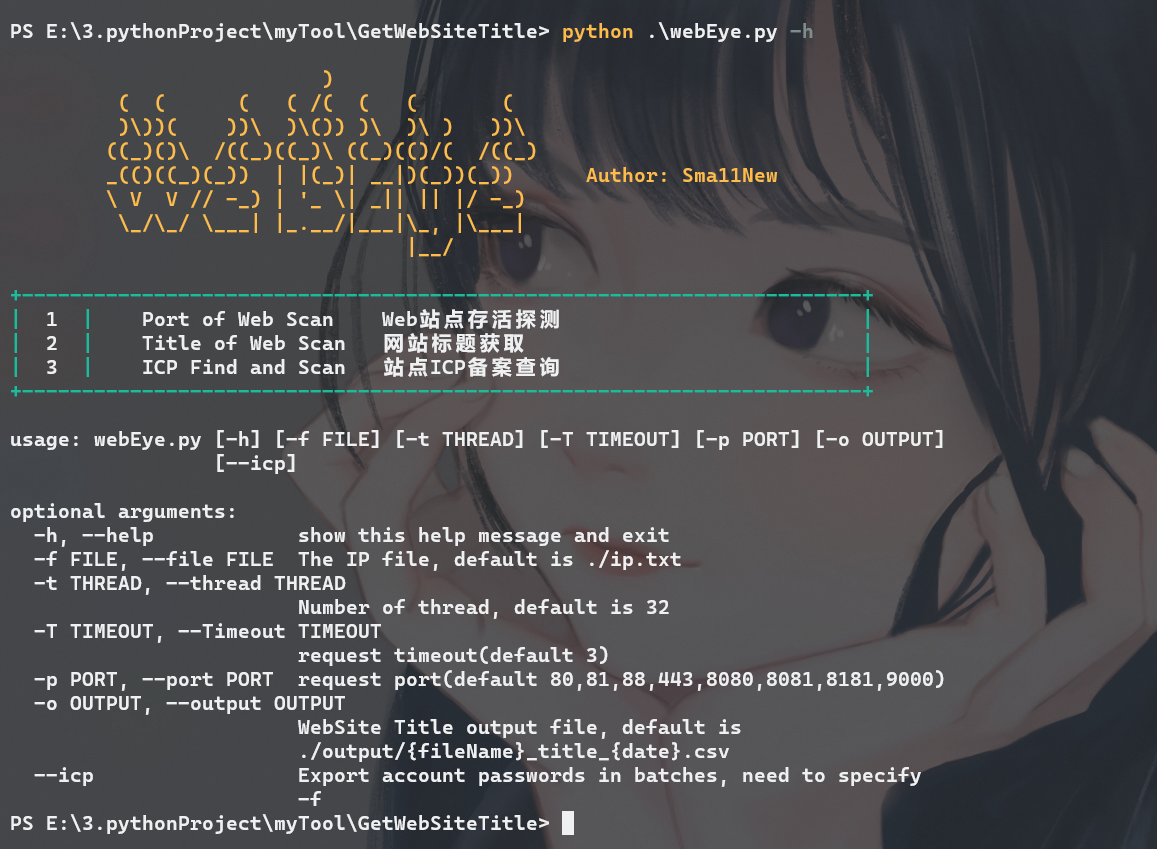 PS E:\3.pythonProject\myTool\GetWebSiteTitle> python .\webEye.py -h
                          )
         (  (      (   ( /(  (   (       (
         )\))(    ))\  )\()) )\  )\ )   ))\
        ((_)()\  /((_)((_)\ ((_)(()/(  /((_)
        _(()((_)(_))  | |(_)| __|)(_))(_))      Author: Sma11New
        \ V  V // -_) | '_ \| _|| || |/ -_)
         \_/\_/ \___| |_.__/|___|\_, |\___|
                                 |__/
+----------------------------------------------------------------------+
|  1  |    Port of Web Scan    Web站点存活探测                          |
|  2  |    Title of Web Scan   网站标题获取                             |
|  3  |    ICP Find and Scan   站点ICP备案查询                          |
+----------------------------------------------------------------------+
usage: webEye.py [-h] [-f FILE] [-t THREAD] [-T TIMEOUT] [-p PORT] [-o OUTPUT]
                 [--icp]
optional arguments:
  -h, --help            show this help message and exit
  -f FILE, --file FILE  The IP file, default is ./ip.txt
  -t THREAD, --thread THREAD
                        Number of thread, default is 32
  -T TIMEOUT, --Timeout TIMEOUT
                        request timeout(default 3)
  -p PORT, --port PORT  request port(default 80,81,88,443,8080,8081,8181,9000)
  -o OUTPUT, --output OUTPUT
                        WebSite Title output file, default is
                        ./output/{fileName}_title_{date}.csv
  --icp                 Export account passwords in batches, need to specify
                        -f
PS E:\3.pythonProject\myTool\GetWebSiteTitle>